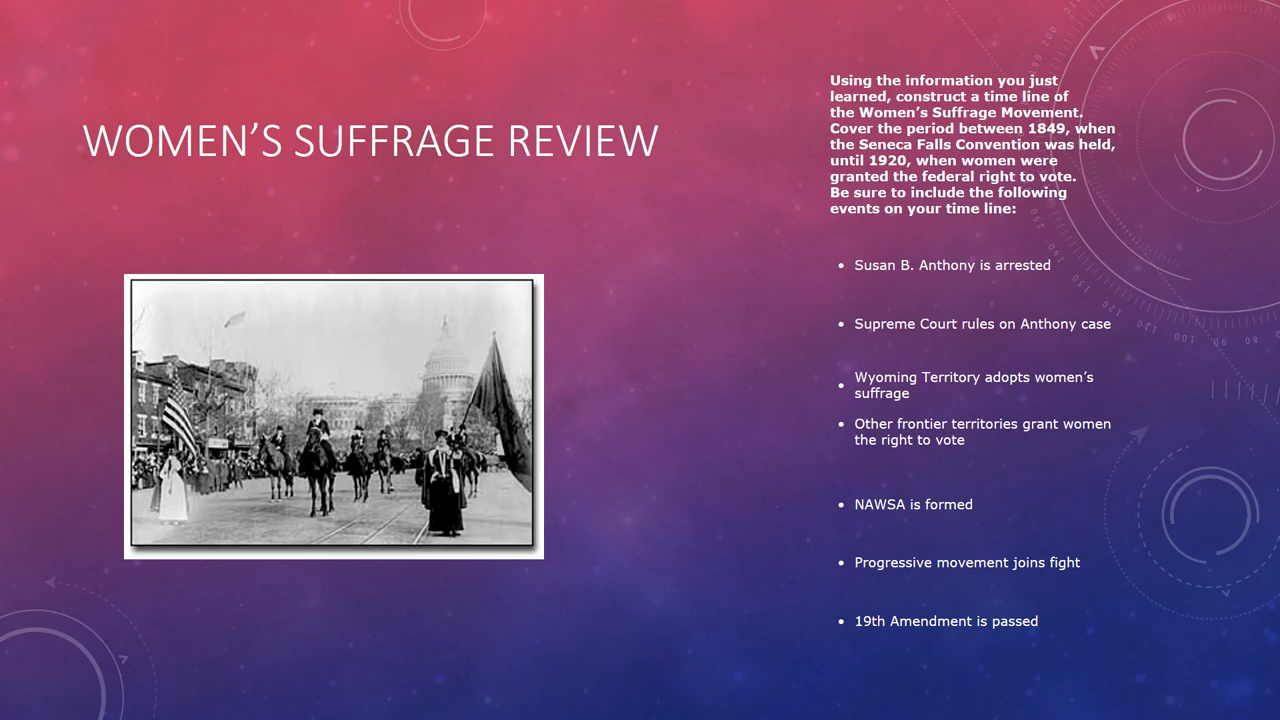 WOMEN’S SUFFRAGE REVIEW
Using the information you just
learned, construct a time line of
the Women’s Suffrage Movement.
Cover the period between 1849, when
the Seneca Falls Convention was held,
until 1920, when women were
granted the federal right to vote.
Be sure to include the following
events on your time line:
• Susan B. Anthony is arrested
• Supreme Court rules on Anthony case
• Wyoming Territory adopts women’s
suffrage
• Other frontier territories grant women
the right to vote
• NAWSA is formed
• Progressive movement joins fight
• 19th Amendment is passed